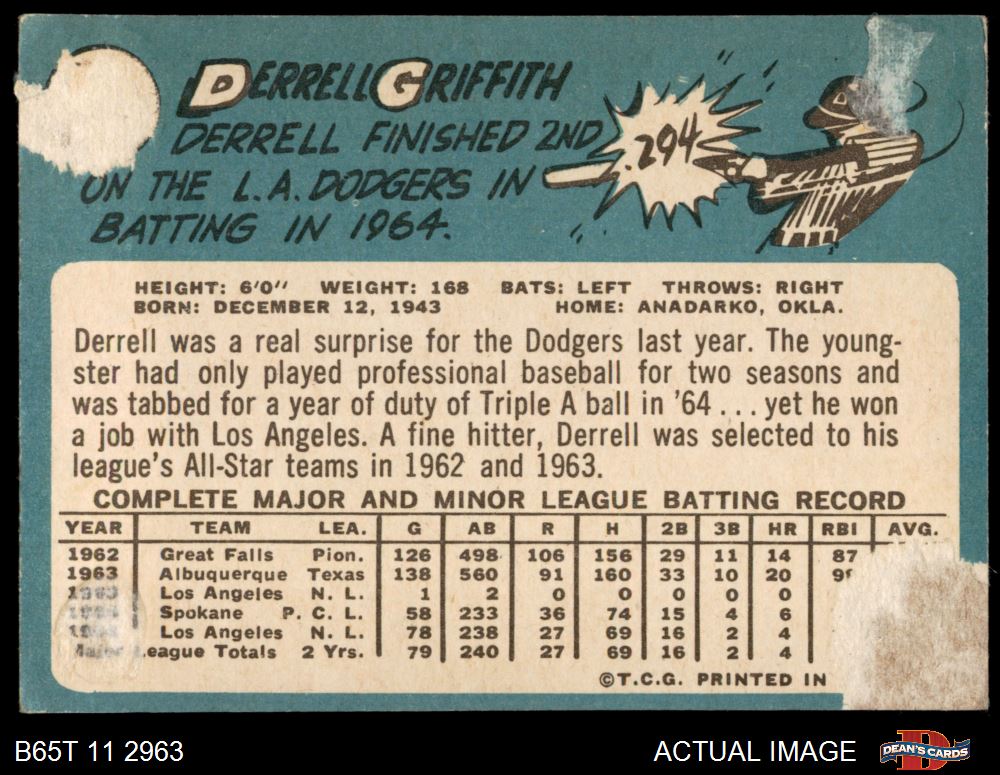 DERRELL GRIFFITH
DERRELL FINISHED 2ND
ON THE L.A. DODGERS IN
BATTING IN 1964.
.294
HEIGHT: 6'0" WEIGHT: 168 BATS: LEFT THROWS: RIGHT
BORN: DECEMBER 12, 1943 HOME: ANADARKO, OKLA.
Derrell was a real surprise for the Dodgers last year. The young-
ster had only played professional baseball for two seasons and
was tabbed for a year of duty of Triple A ball in '64 . . . yet he won
a job with Los Angeles. A fine hitter, Derrell was selected to his
league's All-Star teams in 1962 and 1963.
COMPLETE MAJOR AND MINOR LEAGUE BATTING RECORD
YEAR TEAM LEA. G AB R H 2B 3B HR RBI AVG.
1962 Great Falls Pion. 126 498 106 156 29 11 14 87
1963 Albuquerque Texas 138 560 91 160 33 10 20
1963 Los Angeles N. L. 1 2 0 0 0 0 0
Spokane P. C. L. 58 233 36 74 15 4 6
Los Angeles N. L. 78 238 27 69 16 2 4
Major League Totals 2 Yrs. 79 240 27 69 16 2 4
©T.C.G. PRINTED IN
B65T 11 2963 ACTUAL IMAGE DEAN'S CARDS